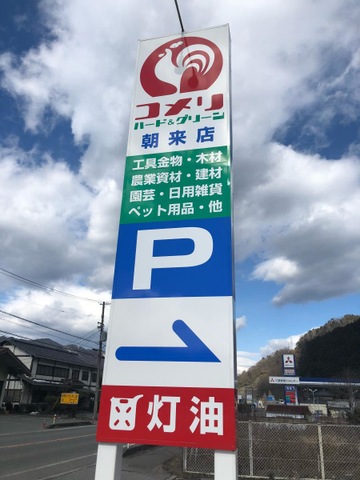 コメリ
ハード&グリーン
朝来店
工具金物・木材
農業資材・建材
園芸・日用雑貨
ペット用品・他
P
灯油